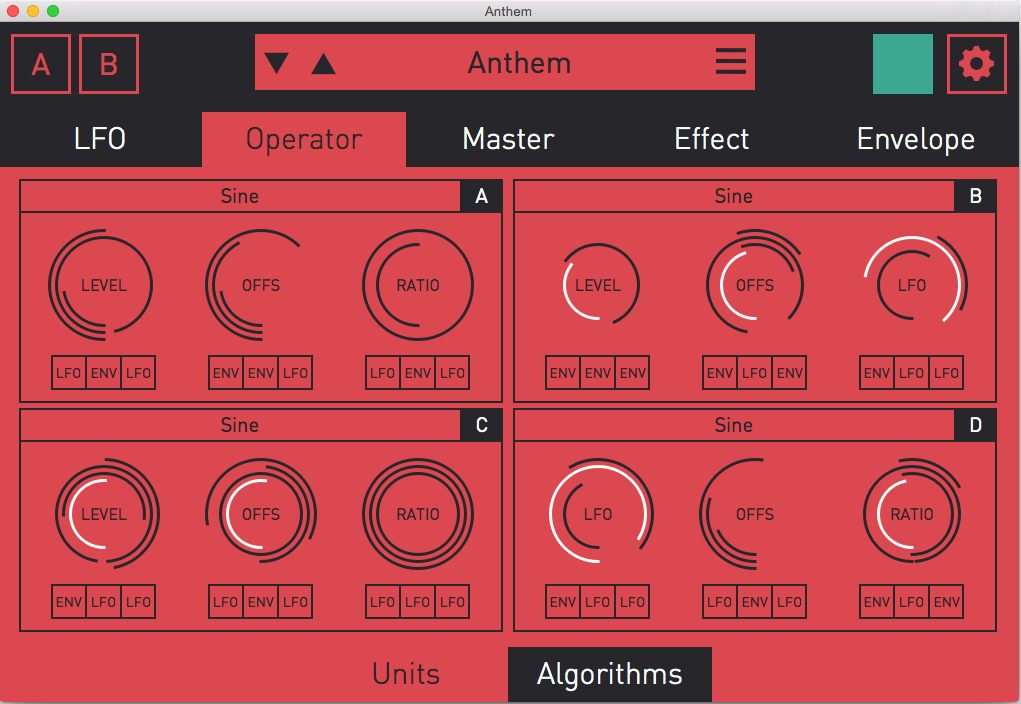 Anthem
A B Anthem
LFO Operator Master Effect Envelope
Sine A
LEVEL OFFS RATIO
LFO ENV LFO ENV ENV LFO LFO ENV LFO
Sine B
LEVEL OFFS LFO
ENV ENV ENV ENV LFO ENV ENV LFO LFO
Sine C
LEVEL OFFS RATIO
ENV LFO LFO LFO ENV LFO LFO LFO LFO
Sine D
LFO OFFS RATIO
ENV LFO LFO LFO ENV LFO ENV LFO ENV
Units Algorithms